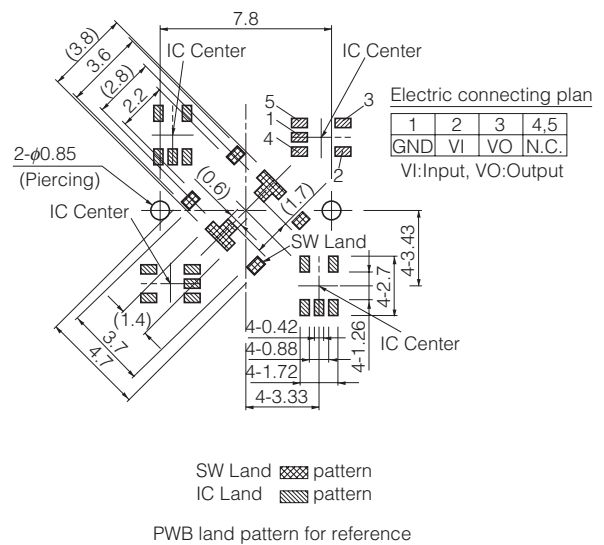 7.8
(3.8)
3.6
(2.8)
2.2
IC Center
IC Center
5
1
4
3
2
Electric connecting plan
1 2 3 4,5
GND VI VO N.C.
VI:Input, VO:Output
2-ϕ0.85
(Piercing)
IC Center
(0.6)
(1.7)
SW Land
4-3.43
4-2.7
4-1.26
IC Center
(1.4)
3.7
4.7
4-0.42
4-0.88
4-1.72
4-3.33
SW Land pattern
IC Land pattern
PWB land pattern for reference